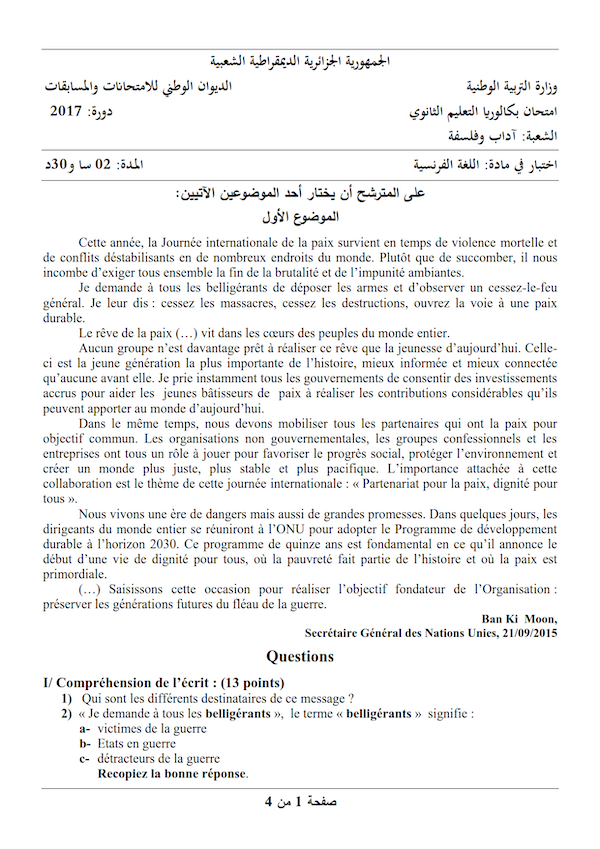 الجمهورية الجزائرية الديمقراطية الشعبية
وزارة التربية الوطنية الديوان الوطني للامتحانات والمسابقات
امتحان بكالوريا التعليم الثانوي دورة: 2017
الشعبة: آداب وفلسفة
اختبار في مادة: اللغة الفرنسية المدة: 02 سا و30د
على المترشح أن يختار أحد الموضوعين الآتيين:
الموضوع الأول
Cette année, la Journée internationale de la paix survient en temps de violence mortelle et
de conflits déstabilisants en de nombreux endroits du monde. Plutôt que de succomber, il nous
incombe d’exiger tous ensemble la fin de la brutalité et de l’impunité ambiantes.
Je demande à tous les belligérants de déposer les armes et d’observer un cessez-le-feu
général. Je leur dis : cessez les massacres, cessez les destructions, ouvrez la voie à une paix
durable.
Le rêve de la paix (…) vit dans les cœurs des peuples du monde entier.
Aucun groupe n’est davantage prêt à réaliser ce rêve que la jeunesse d’aujourd’hui. Celle-
ci est la jeune génération la plus importante de l’histoire, mieux informée et mieux connectée
qu’aucune avant elle. Je prie instamment tous les gouvernements de consentir des investissements
accrus pour aider les jeunes bâtisseurs de paix à réaliser les contributions considérables qu’ils
peuvent apporter au monde d’aujourd’hui.
Dans le même temps, nous devons mobiliser tous les partenaires qui ont la paix pour
objectif commun. Les organisations non gouvernementales, les groupes confessionnels et les
entreprises ont tous un rôle à jouer pour favoriser le progrès social, protéger l’environnement et
créer un monde plus juste, plus stable et plus pacifique. L’importance attachée à cette
collaboration est le thème de cette journée internationale : « Partenariat pour la paix, dignité pour
tous ».
Nous vivons une ère de dangers mais aussi de grandes promesses. Dans quelques jours, les
dirigeants du monde entier se réuniront à l’ONU pour adopter le Programme de développement
durable à l’horizon 2030. Ce programme de quinze ans est fondamental en ce qu’il annonce le
début d’une vie de dignité pour tous, où la pauvreté fait partie de l’histoire et où la paix est
primordiale.
(…) Saisissons cette occasion pour réaliser l’objectif fondateur de l’Organisation :
préserver les générations futures du fléau de la guerre.
Ban Ki Moon,
Secrétaire Général des Nations Unies, 21/09/2015
Questions
I/ Compréhension de l’écrit : (13 points)
1) Qui sont les différents destinataires de ce message ?
2) « Je demande à tous les belligérants », le terme « belligérants » signifie :
a- victimes de la guerre
b- Etats en guerre
c- détracteurs de la guerre
Recopiez la bonne réponse.
صفحة 1 من 4